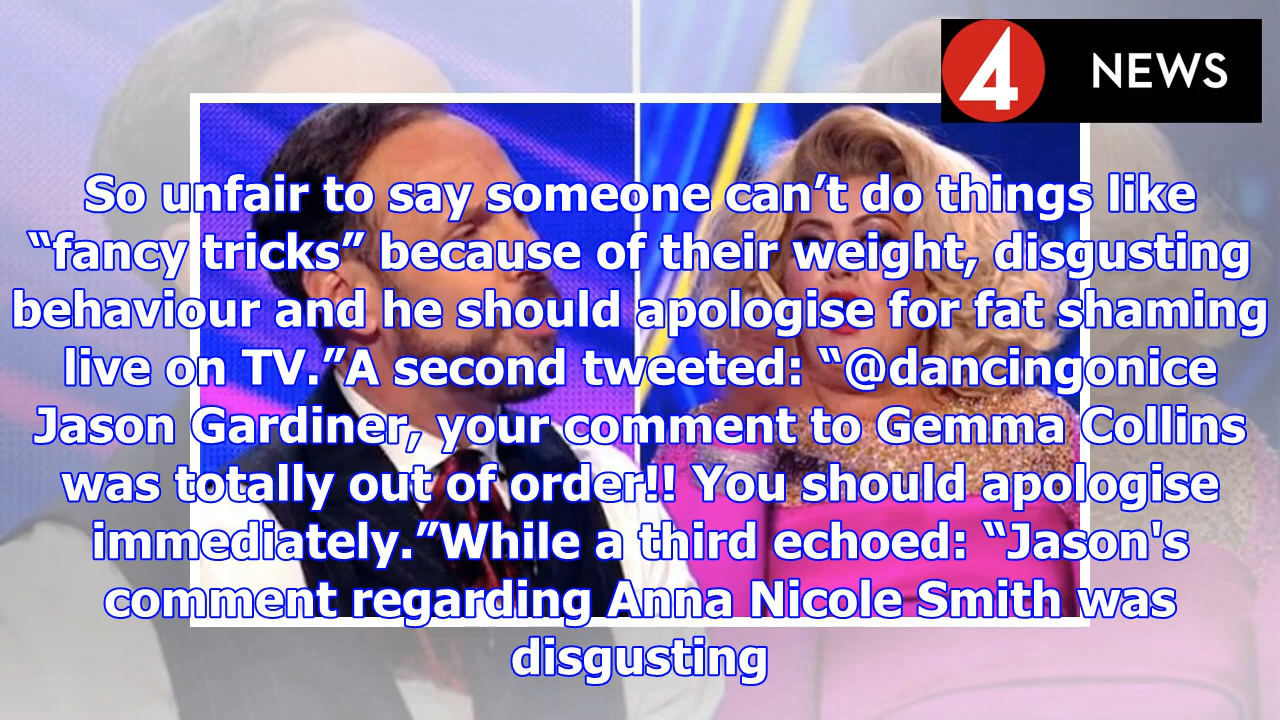 4 NEWS
So unfair to say someone can’t do things like
“fancy tricks” because of their weight, disgusting
behaviour and he should apologise for fat shaming
live on TV.”A second tweeted: “@dancingonice
Jason Gardiner, your comment to Gemma Collins
was totally out of order!! You should apologise
immediately.”While a third echoed: “Jason's
comment regarding Anna Nicole Smith was
disgusting